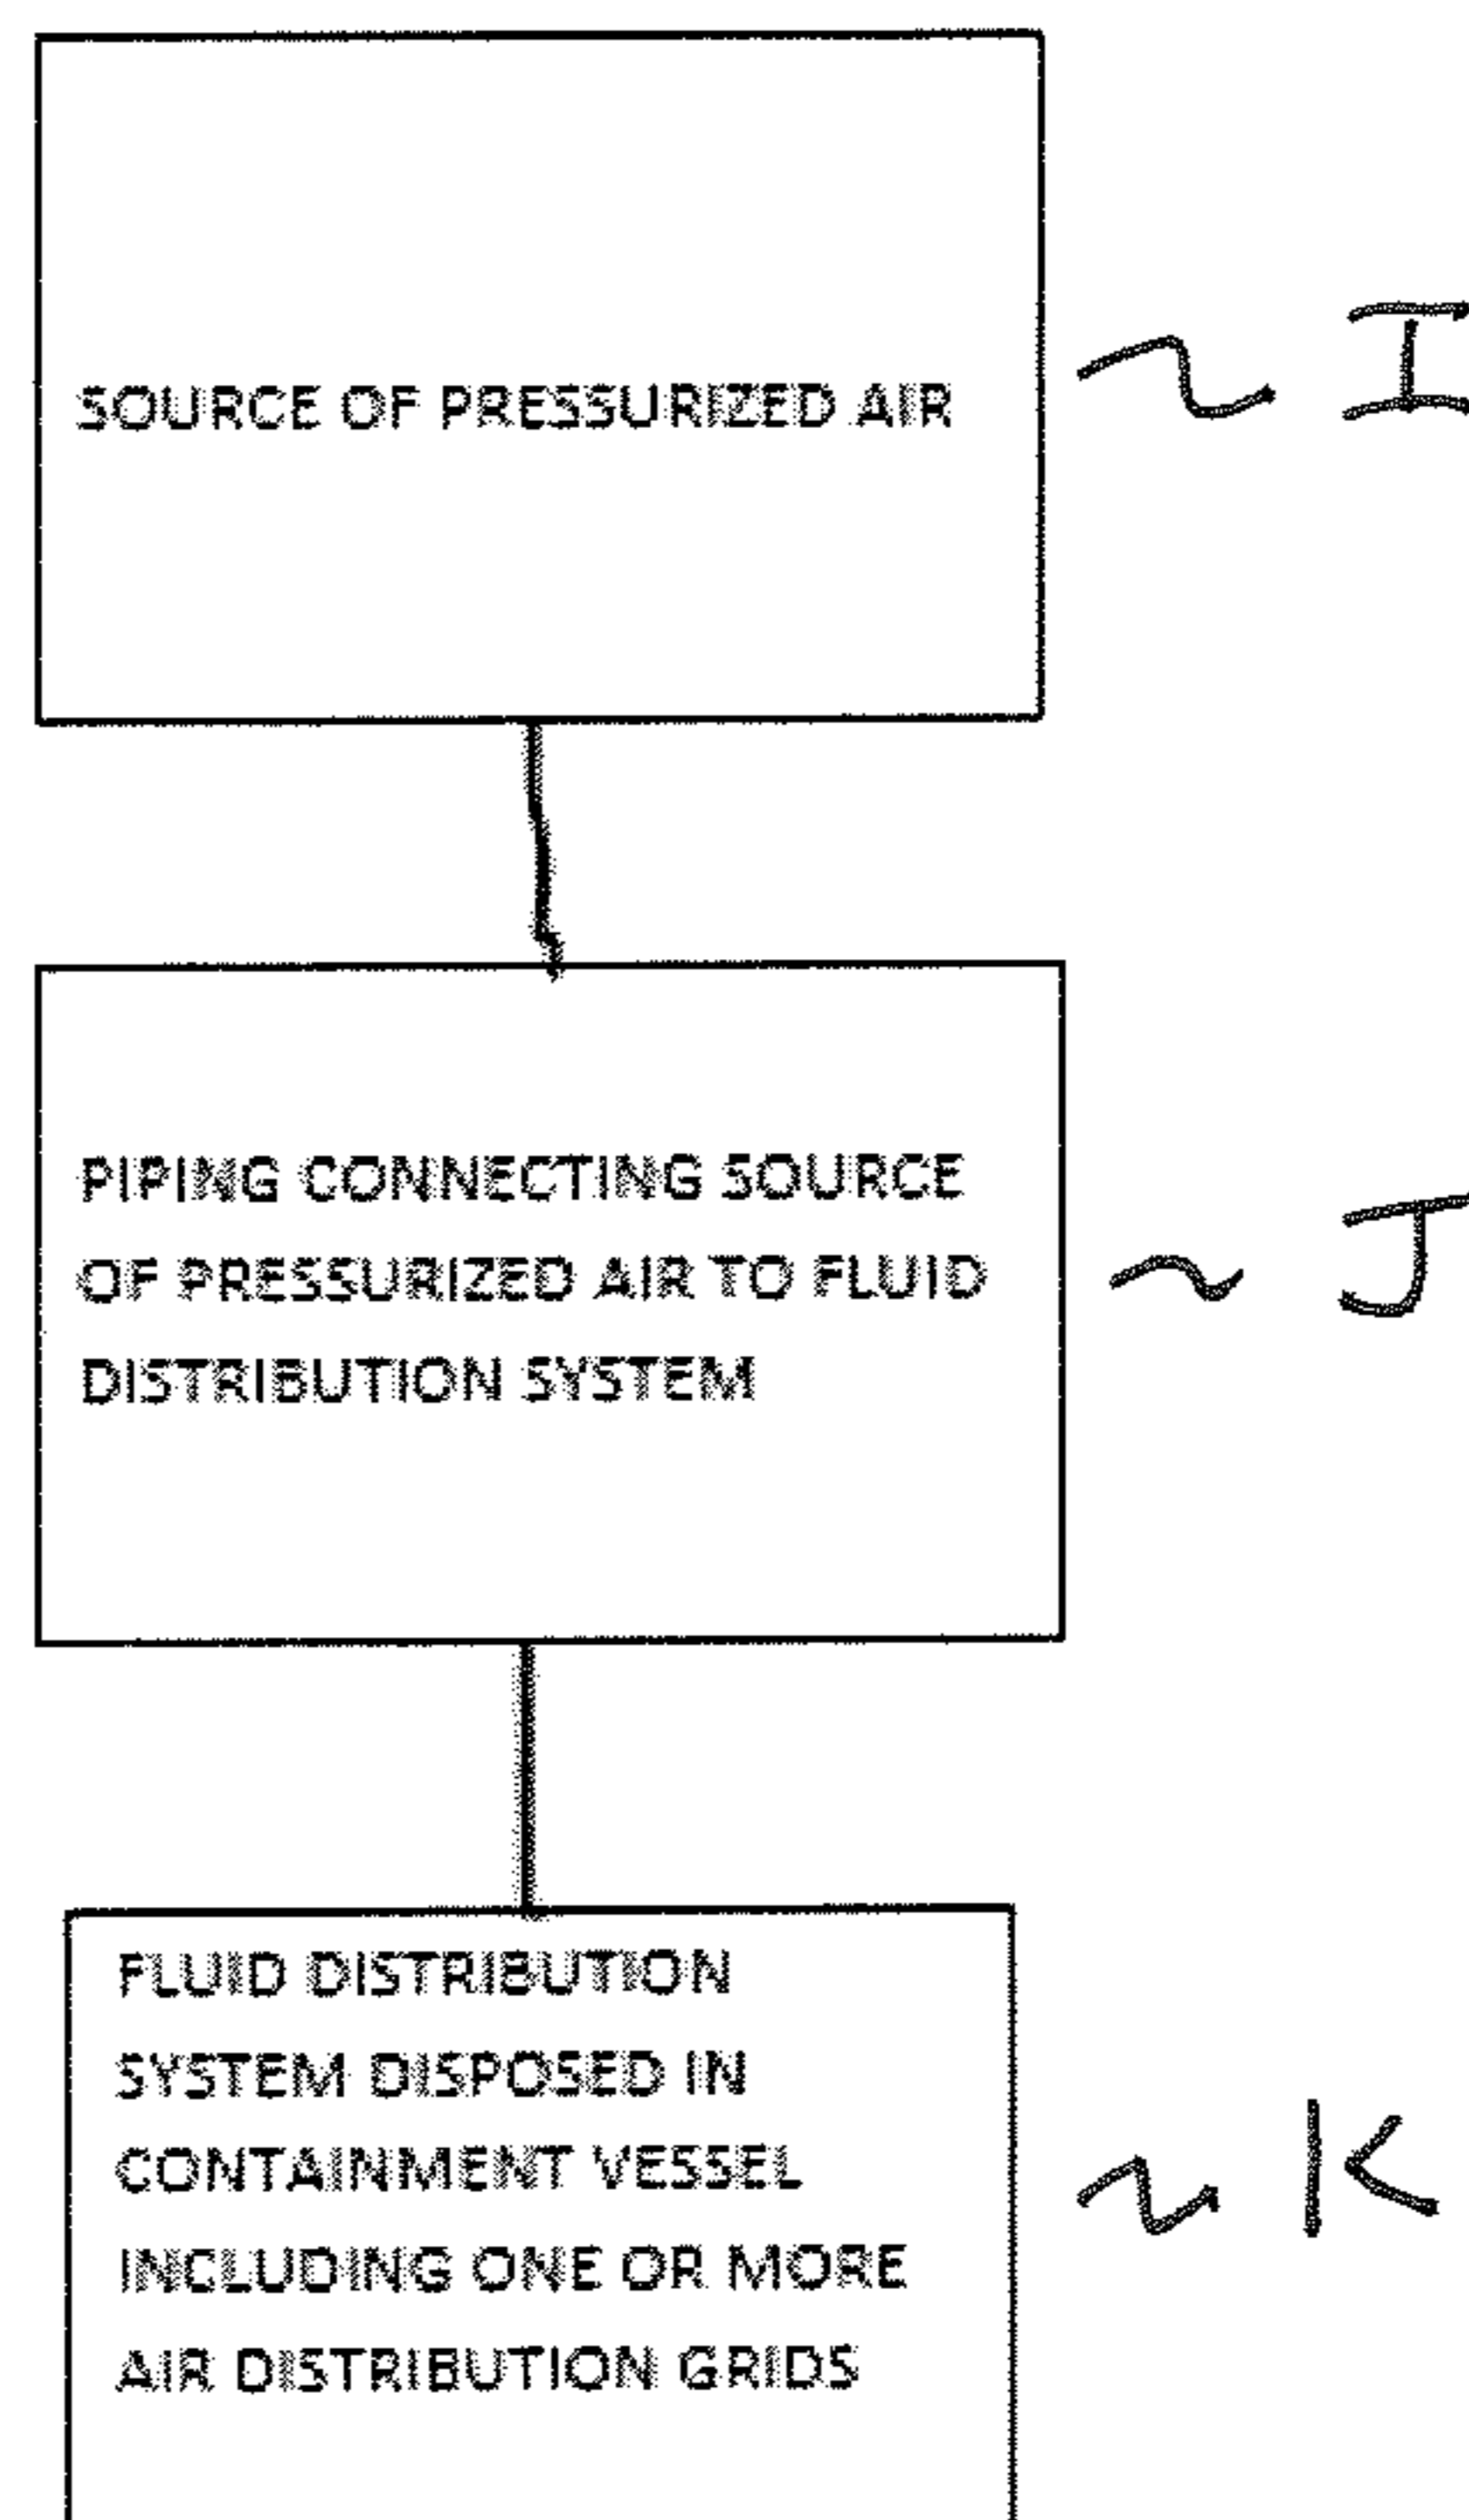 SOURCE OF PRESSURIZED AIR
I
PIPING CONNECTING SOURCE
OF PRESSURIZED AIR TO FLUID
DISTRIBUTION SYSTEM
J
FLUID DISTRIBUTION
SYSTEM DISPOSED IN
CONTAINMENT VESSEL
INCLUDING ONE OR MORE
AIR DISTRIBUTION GRIDS
K